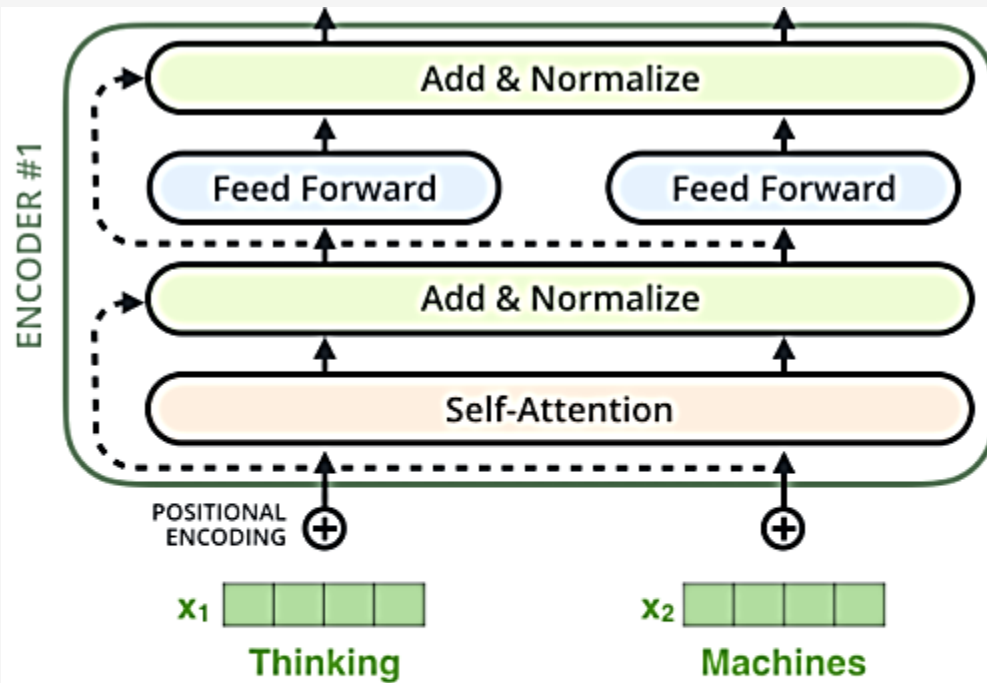 Add & Normalize
Feed Forward
Feed Forward
ENCODER #1
Add & Normalize
Self-Attention
POSITIONAL
ENCODING
x₁
x₂
Thinking
Machines